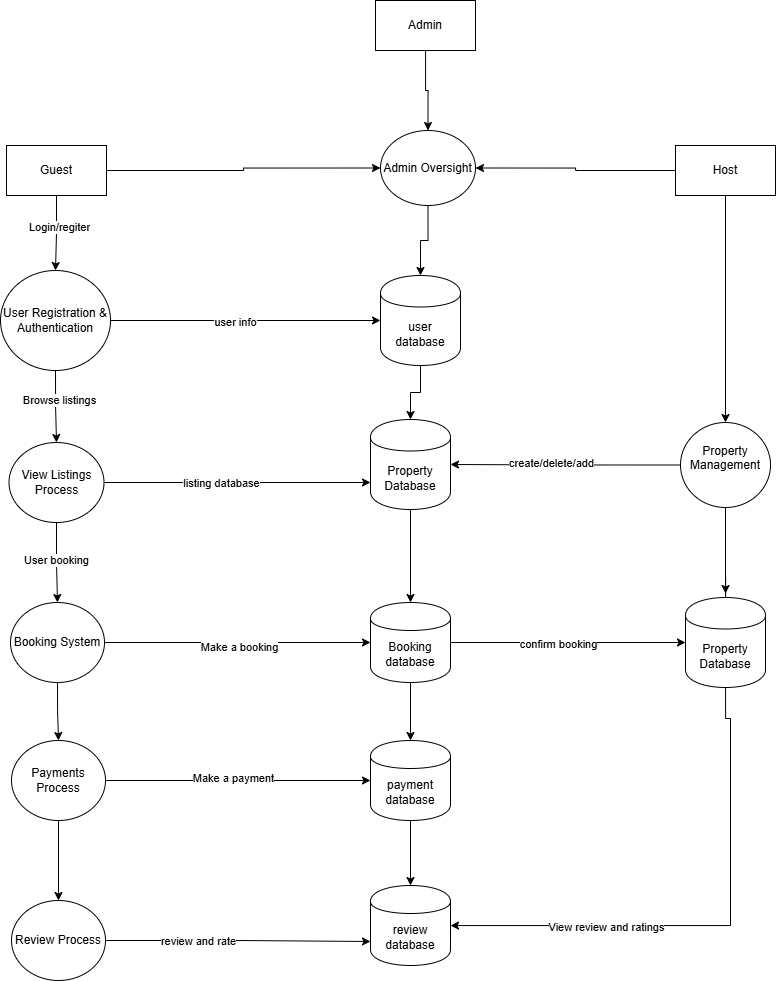 Admin
Guest
Admin Oversight
Host
Login/regiter
User Registration &
Authentication
user info
user
database
Browse listings
View Listings
Process
listing database
Property
Database
create/delete/add
Property
Management
User booking
Booking System
Make a booking
Booking
database
confirm booking
Property
Database
Payments
Process
Make a payment
payment
database
Review Process
review and rate
review
database
View review and ratings